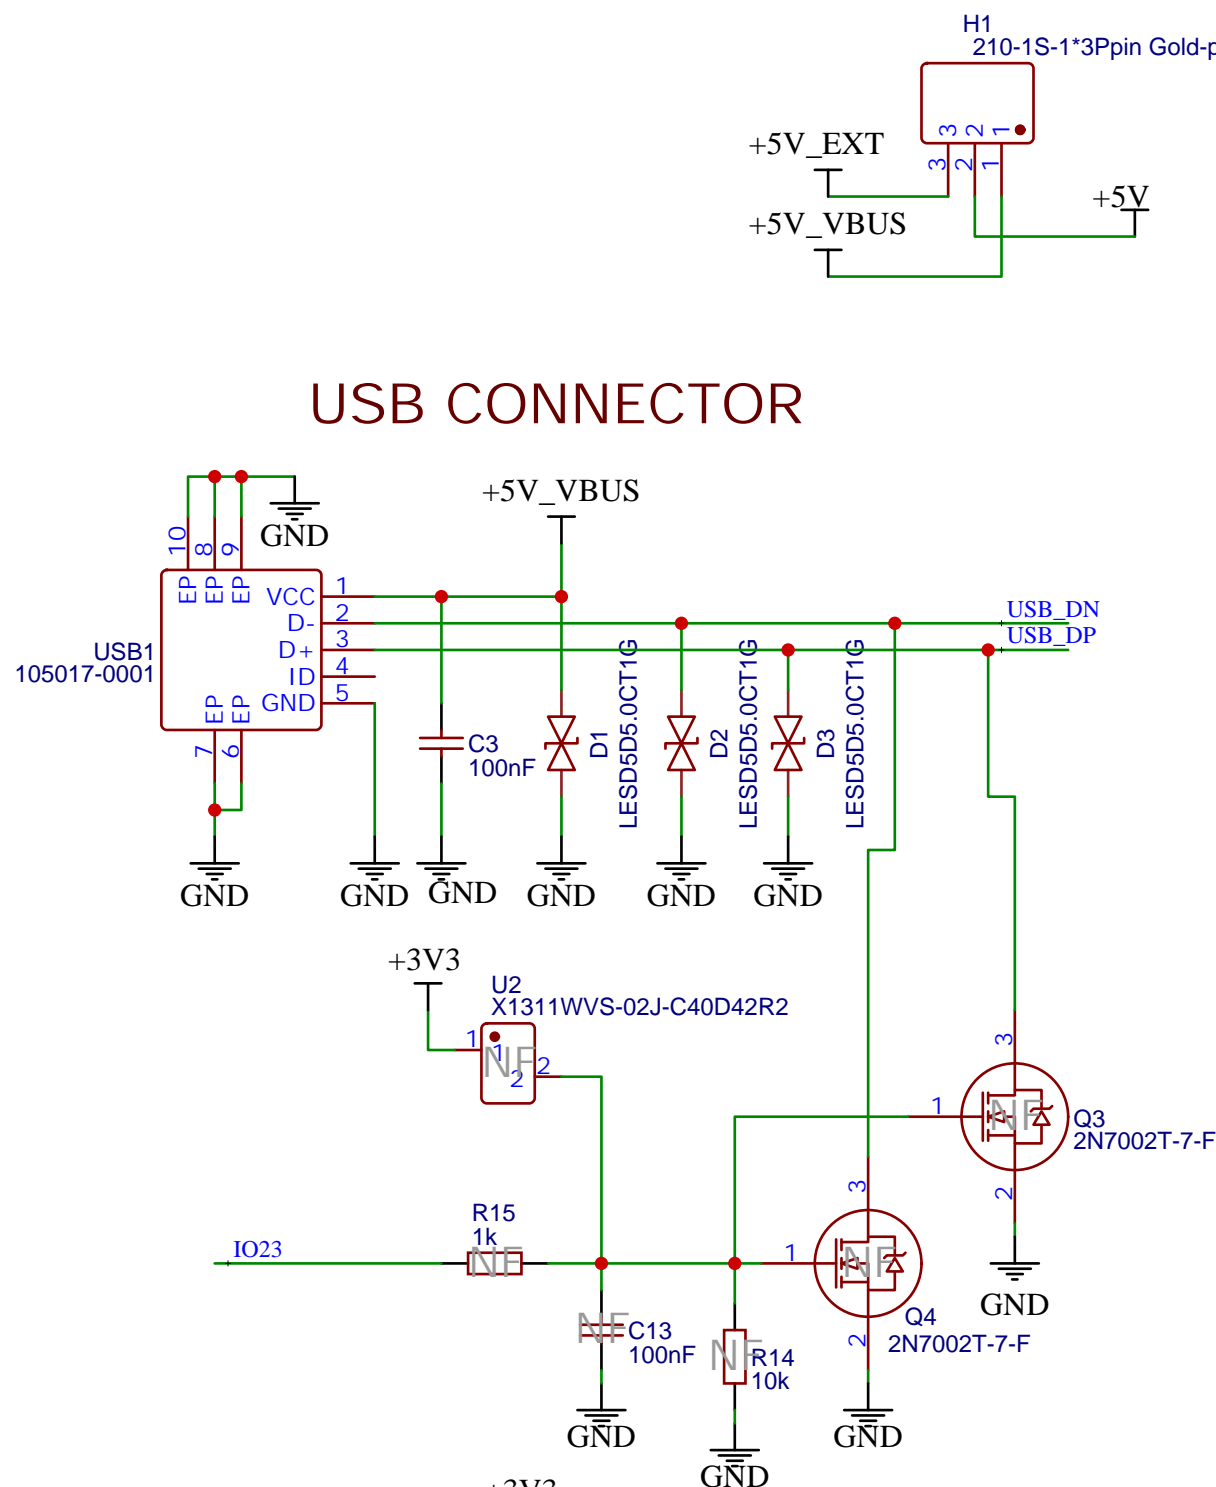 H1
210-1S-1*3Ppin Gold-p
3
2
1
3
2
1
+5V_EXT
+5V
+5V_VBUS
USB CONNECTOR
+5V_VBUS
GND
10
8
9
EP
EP
EP
VCC
1
D-
2
D+
3
ID
4
GND
5
USB1
105017-0001
EP
EP
7
6
USB_DN
USB_DP
C3
100nF
D1
LESD5D5.0CT1G
D2
LESD5D5.0CT1G
D3
LESD5D5.0CT1G
GND
GND
GND
GND
GND
GND
+3V3
U2
X1311WVS-02J-C40D42R2
1
1
NF
2
2
3
1
NF
Q3
2N7002T-7-F
2
GND
IO23
R15
1k
NF
3
1
NF
Q4
2N7002T-7-F
2
GND
NF
C13
100nF
GND
NF
R14
10k
GND
+3V3